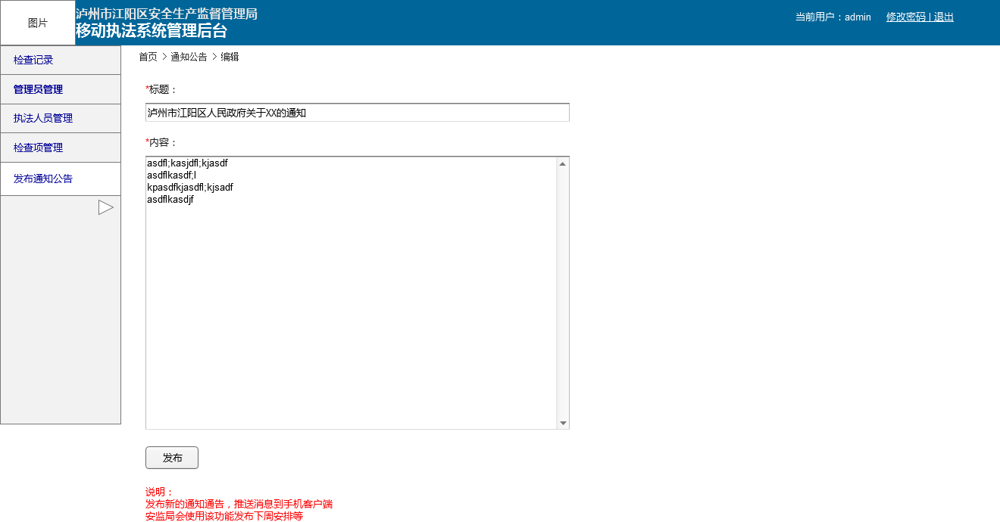 图片
泸州市江阳区安全生产监督管理局
移动执法系统管理后台
当前用户：admin 修改密码 | 退出
检查记录
管理员管理
执法人员管理
检查项管理
发布通知公告
首页 > 通知公告 > 编辑
*标题：
泸州市江阳区人民政府关于XX的通知
*内容：
asdfl;kasjdfl;kjasdf
asdflkasdf;l
kpasdfkjasdfl;kjsadf
asdflkasdjf
发布
说明：
发布新的通知通告，推送消息到手机客户端
安监局会使用该功能发布下周安排等